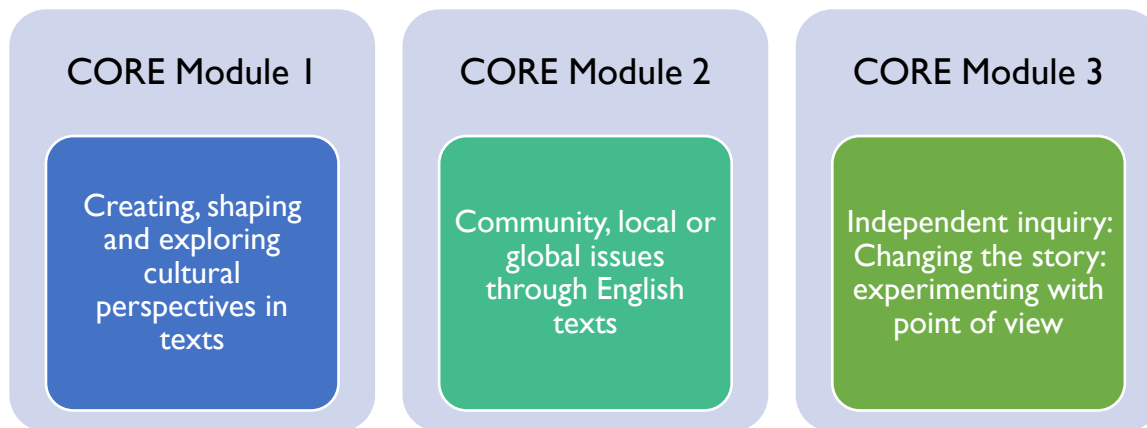 CORE Module 1
Creating, shaping
and exploring
cultural
perspectives in
texts
CORE Module 2
Community, local or
global issues
through English
texts
CORE Module 3
Independent inquiry:
Changing the story:
experimenting with
point of view